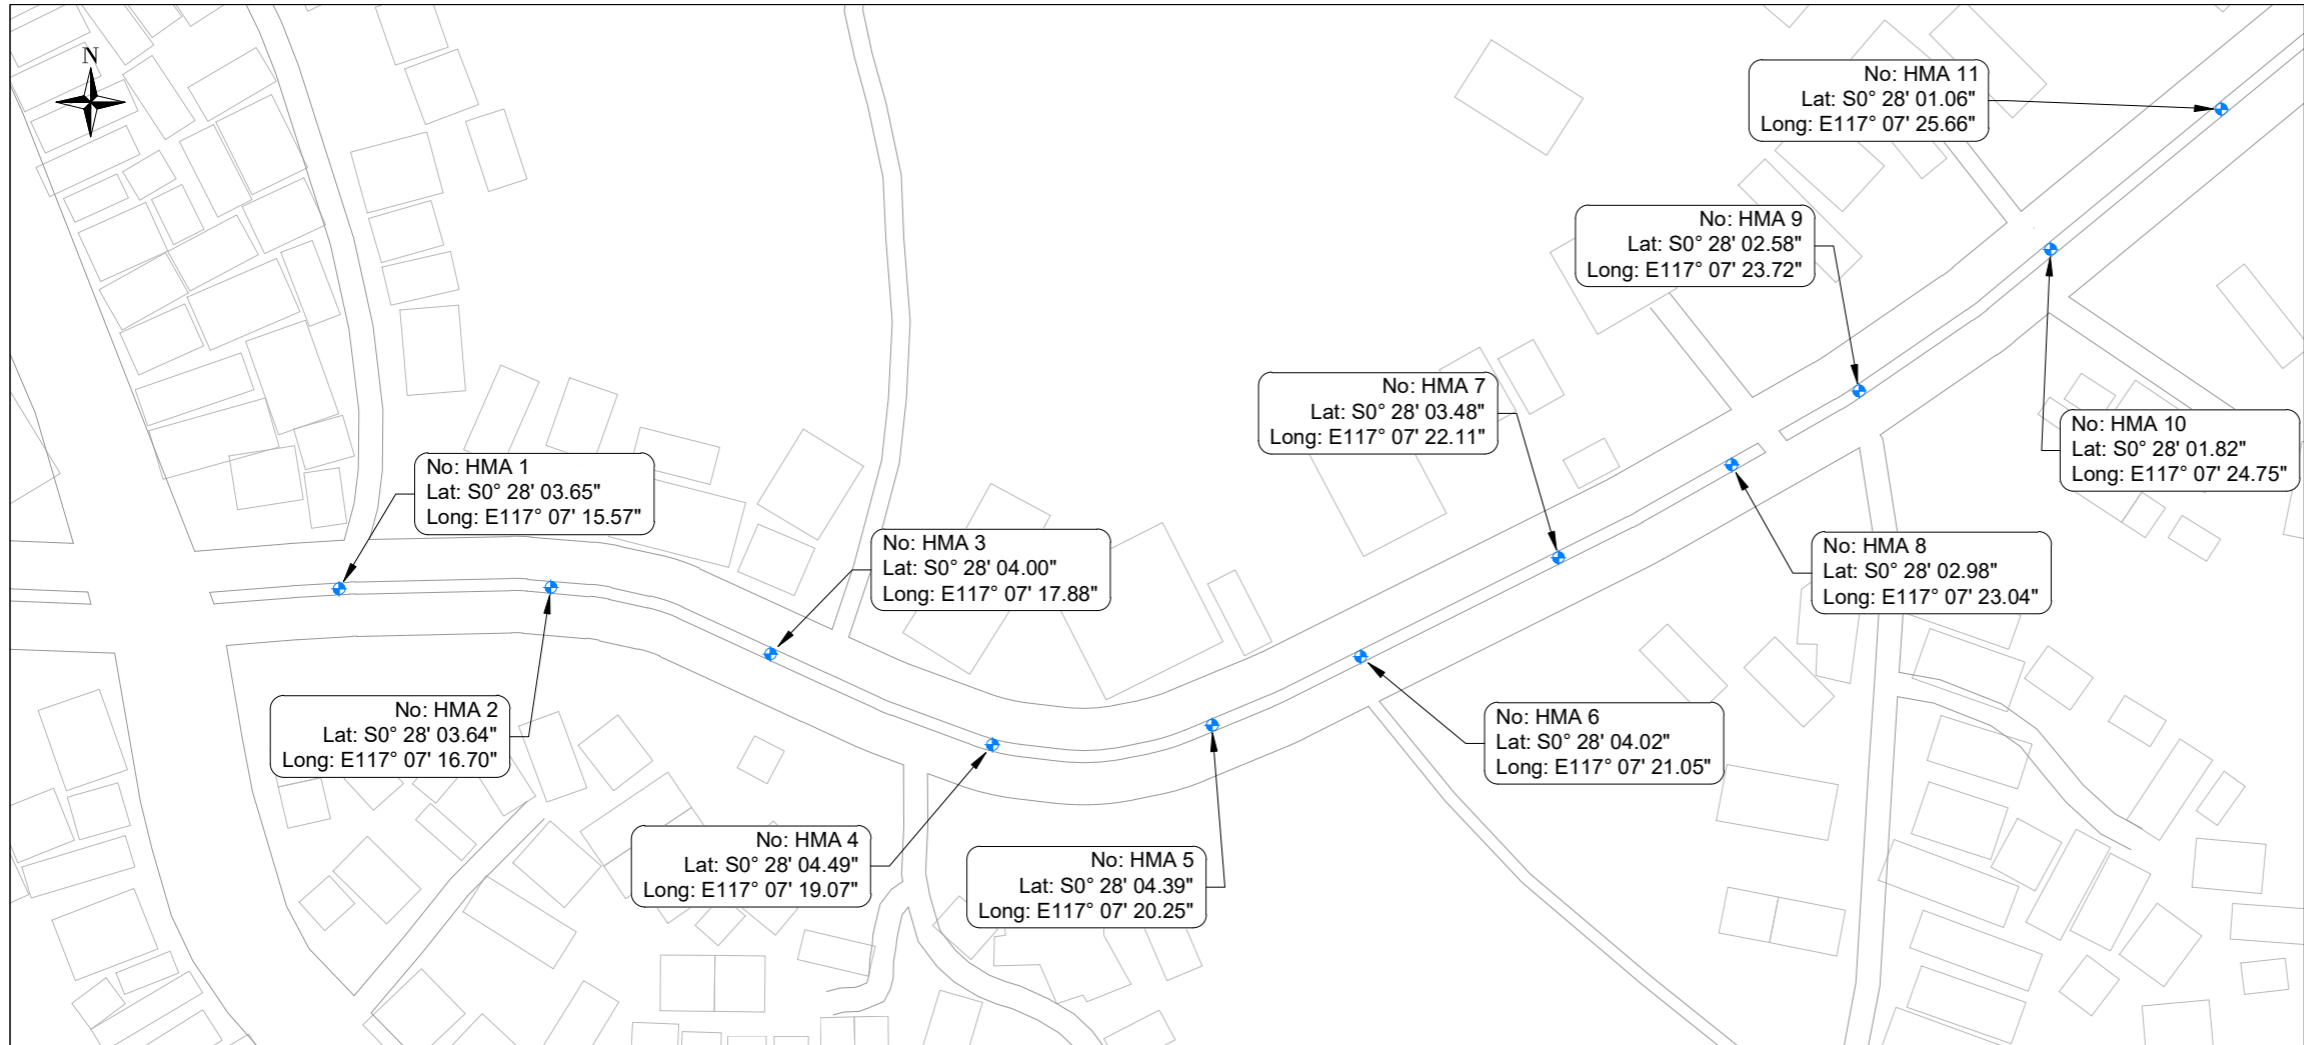 N
No: HMA 11
Lat: S0° 28' 01.06"
Long: E117° 07' 25.66"
No: HMA 9
Lat: S0° 28' 02.58"
Long: E117° 07' 23.72"
No: HMA 7
Lat: S0° 28' 03.48"
Long: E117° 07' 22.11"
No: HMA 10
Lat: S0° 28' 01.82"
Long: E117° 07' 24.75"
No: HMA 1
Lat: S0° 28' 03.65"
Long: E117° 07' 15.57"
No: HMA 3
Lat: S0° 28' 04.00"
Long: E117° 07' 17.88"
No: HMA 8
Lat: S0° 28' 02.98"
Long: E117° 07' 23.04"
No: HMA 2
Lat: S0° 28' 03.64"
Long: E117° 07' 16.70"
No: HMA 6
Lat: S0° 28' 04.02"
Long: E117° 07' 21.05"
No: HMA 4
Lat: S0° 28' 04.49"
Long: E117° 07' 19.07"
No: HMA 5
Lat: S0° 28' 04.39"
Long: E117° 07' 20.25"